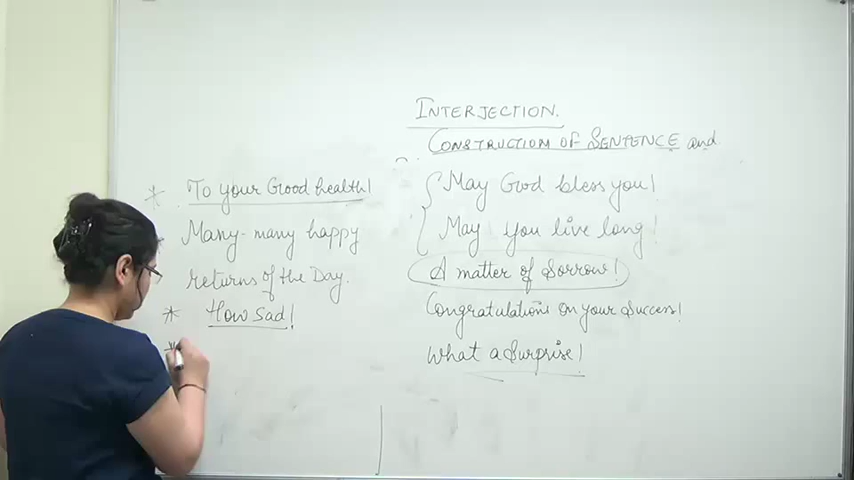 INTERJECTION.
CONSTRUCTION OF SENTENCE and
* To your Good health!
Many-many happy
returns of the Day.
* How Sad!
*
May God bless you!
May you live long!
A matter of Sorrow!
Congratulations on your Success!
What a Surprise!